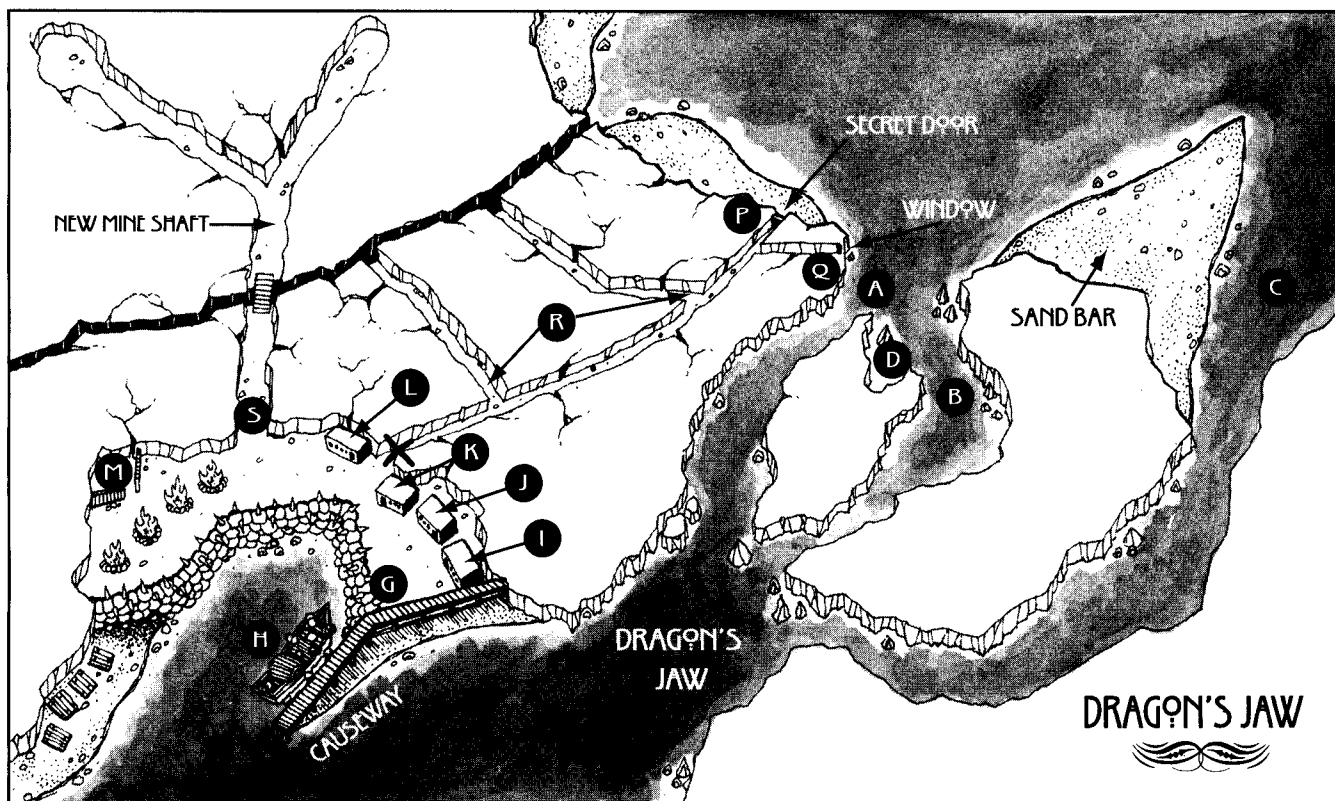 SECRET DOOR
P
WINDOW
NEW MINE SHAFT
Q
A
C
SAND BAR
R
D
L
B
S
K
M
J
I
G
H
DRAGON'S
JAW
CAUSEWAY
DRAGON'S JAW